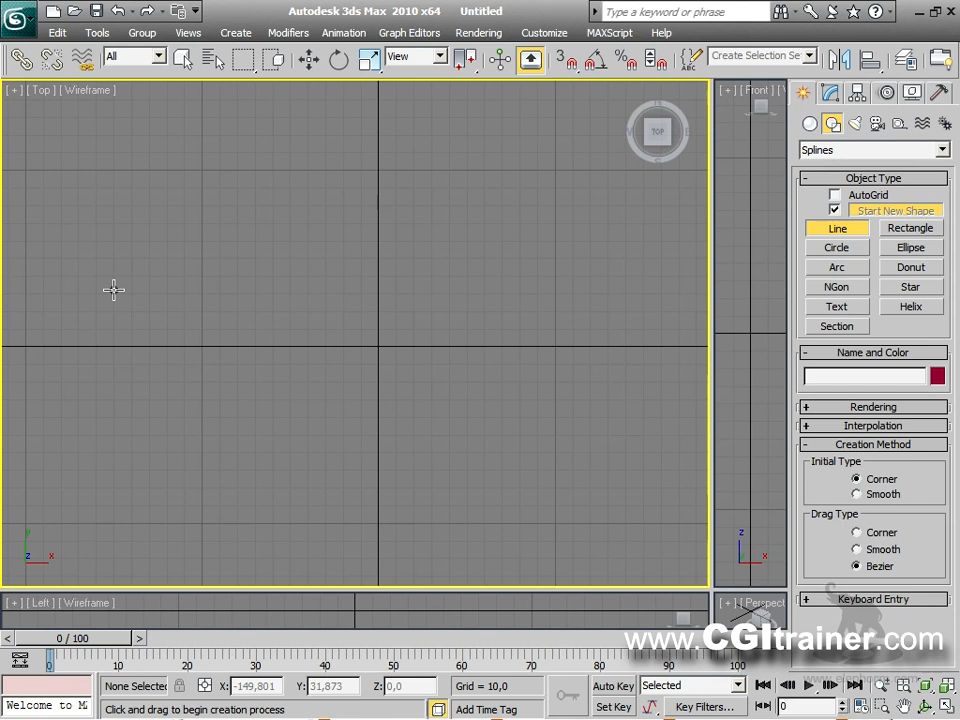 Autodesk 3ds Max 2010 x64 Untitled
Type a keyword or phrase
Edit Tools Group Views Create Modifiers Animation Graph Editors Rendering Customize MAXScript Help
All View 3 Create Selection Se
[ + ] [ Top ] [ Wireframe ]
[ + ] [ Front ] [
TOP
Splines
Object Type
AutoGrid
Start New Shape
Line Rectangle
Circle Ellipse
Arc Donut
NGon Star
Text Helix
Section
Name and Color
Rendering
Interpolation
Creation Method
Initial Type
Corner
Smooth
Drag Type
Corner
Smooth
Bezier
Keyboard Entry
y
z x
z
x
[ + ] [ Left ] [ Wireframe ]
[ + ] [ Perspect
0 / 100
www.CGItrainer.com
0 10 20 30 40 50 60 70 80 90 100
None Selected X: -149,801 Y: 31,873 Z: 0,0 Grid = 10,0 Auto Key Selected
Welcome to M Click and drag to begin creation process Add Time Tag Set Key Key Filters... 0